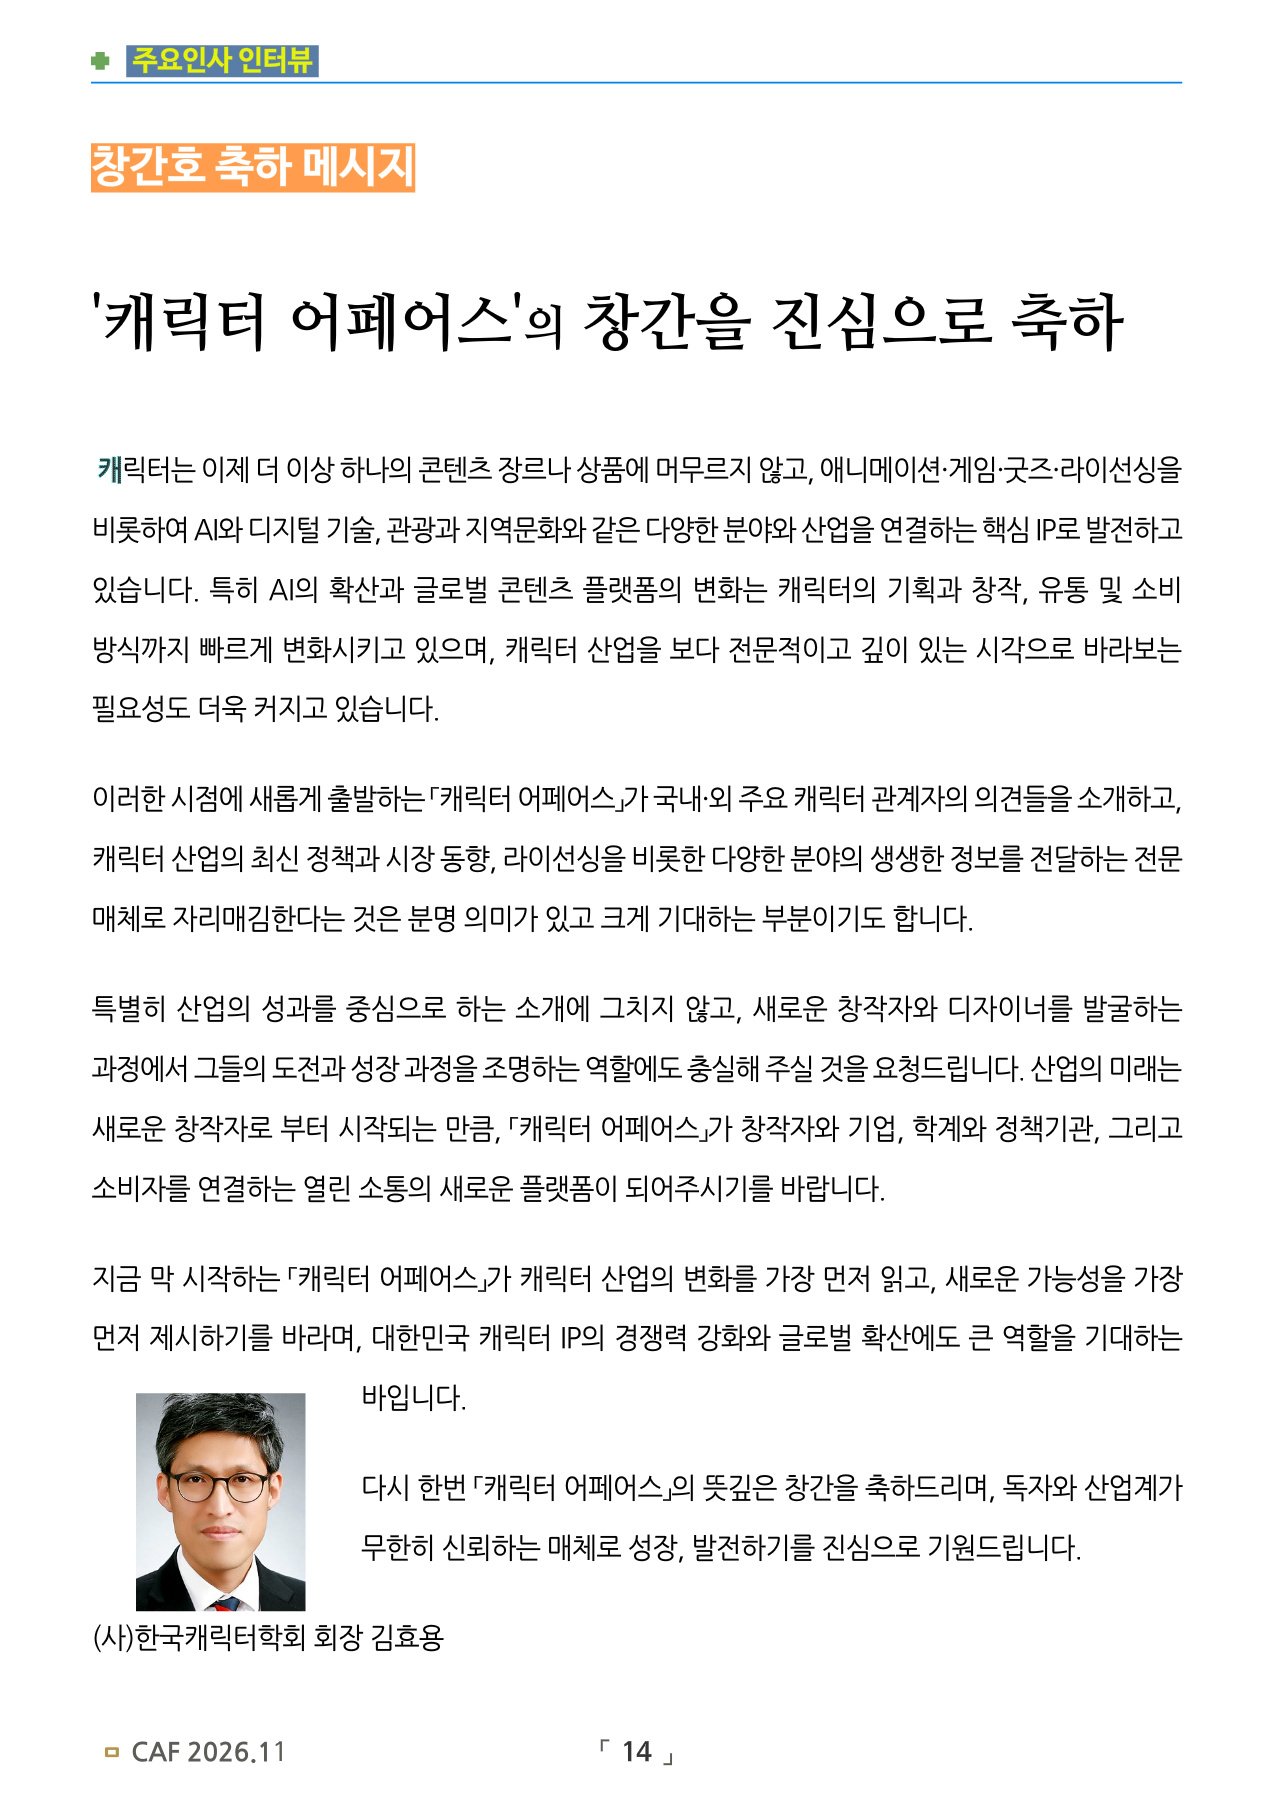 주요인사 인터뷰
창간호 축하 메시지
'캐릭터 어페어스'의 창간을 진심으로 축하
캐릭터는 이제 더 이상 하나의 콘텐츠 장르나 상품에 머무르지 않고, 애니메이션·게임·굿즈·라이선싱을
비롯하여 AI와 디지털 기술, 관광과 지역문화와 같은 다양한 분야와 산업을 연결하는 핵심 IP로 발전하고
있습니다. 특히 AI의 확산과 글로벌 콘텐츠 플랫폼의 변화는 캐릭터의 기획과 창작, 유통 및 소비
방식까지 빠르게 변화시키고 있으며, 캐릭터 산업을 보다 전문적이고 깊이 있는 시각으로 바라보는
필요성도 더욱 커지고 있습니다.
이러한 시점에 새롭게 출발하는 「캐릭터 어페어스」가 국내·외 주요 캐릭터 관계자의 의견들을 소개하고,
캐릭터 산업의 최신 정책과 시장 동향, 라이선싱을 비롯한 다양한 분야의 생생한 정보를 전달하는 전문
매체로 자리매김한다는 것은 분명 의미가 있고 크게 기대하는 부분이기도 합니다.
특별히 산업의 성과를 중심으로 하는 소개에 그치지 않고, 새로운 창작자와 디자이너를 발굴하는
과정에서 그들의 도전과 성장 과정을 조명하는 역할에도 충실해 주실 것을 요청드립니다. 산업의 미래는
새로운 창작자로 부터 시작되는 만큼, 「캐릭터 어페어스」가 창작자와 기업, 학계와 정책기관, 그리고
소비자를 연결하는 열린 소통의 새로운 플랫폼이 되어주시기를 바랍니다.
지금 막 시작하는 「캐릭터 어페어스」가 캐릭터 산업의 변화를 가장 먼저 읽고, 새로운 가능성을 가장
먼저 제시하기를 바라며, 대한민국 캐릭터 IP의 경쟁력 강화와 글로벌 확산에도 큰 역할을 기대하는
바입니다.
다시 한번 「캐릭터 어페어스」의 뜻깊은 창간을 축하드리며, 독자와 산업계가
무한히 신뢰하는 매체로 성장, 발전하기를 진심으로 기원드립니다.
(사)한국캐릭터학회 회장 김효용
CAF 2026.11
「 14 」